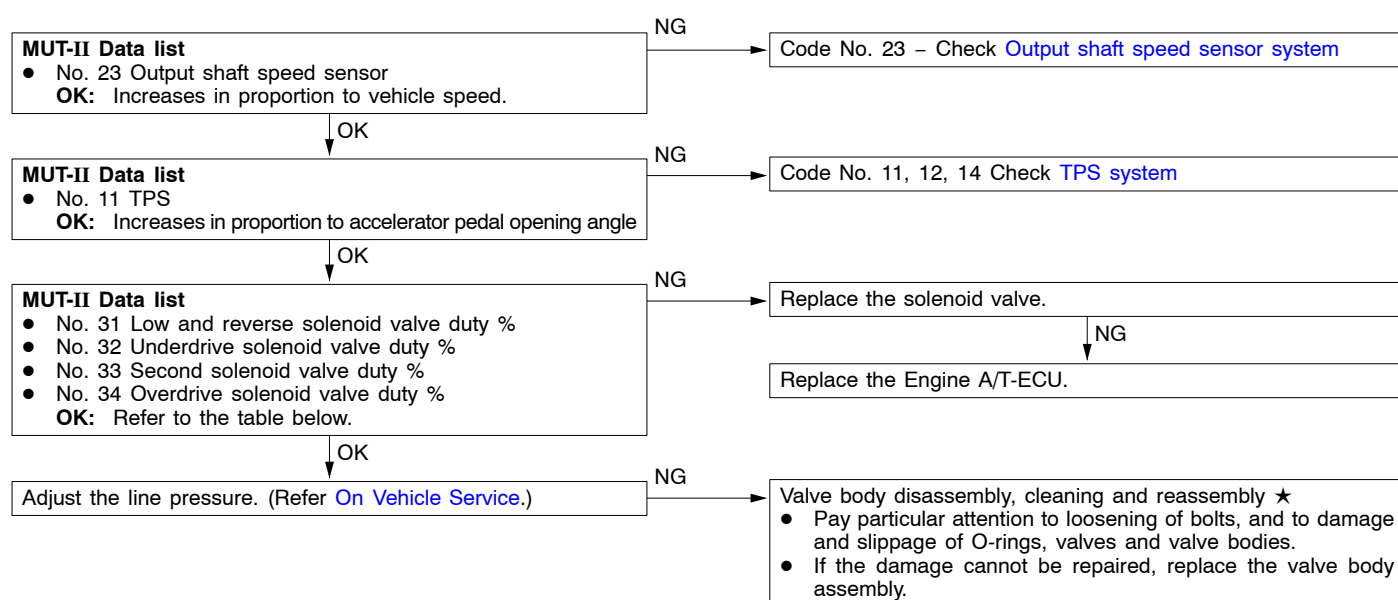 NG
MUT-II Data list
● No. 23 Output shaft speed sensor
OK: Increases in proportion to vehicle speed.
Code No. 23 – Check Output shaft speed sensor system
OK
NG
MUT-II Data list
● No. 11 TPS
OK: Increases in proportion to accelerator pedal opening angle
Code No. 11, 12, 14 Check TPS system
OK
NG
MUT-II Data list
● No. 31 Low and reverse solenoid valve duty %
● No. 32 Underdrive solenoid valve duty %
● No. 33 Second solenoid valve duty %
● No. 34 Overdrive solenoid valve duty %
OK: Refer to the table below.
Replace the solenoid valve.
NG
Replace the Engine A/T-ECU.
OK
NG
Adjust the line pressure. (Refer On Vehicle Service.)
Valve body disassembly, cleaning and reassembly ★
● Pay particular attention to loosening of bolts, and to damage
and slippage of O-rings, valves and valve bodies.
● If the damage cannot be repaired, replace the valve body
assembly.